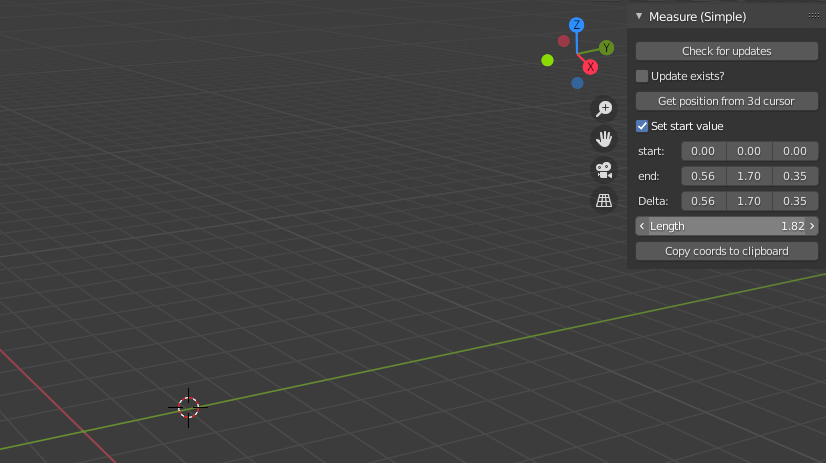 Measure (Simple)
Z
Y
X
Check for updates
Update exists?
Get position from 3d cursor
Set start value
start: 0.00 0.00 0.00
end: 0.56 1.70 0.35
Delta: 0.56 1.70 0.35
Length 1.82
Copy coords to clipboard